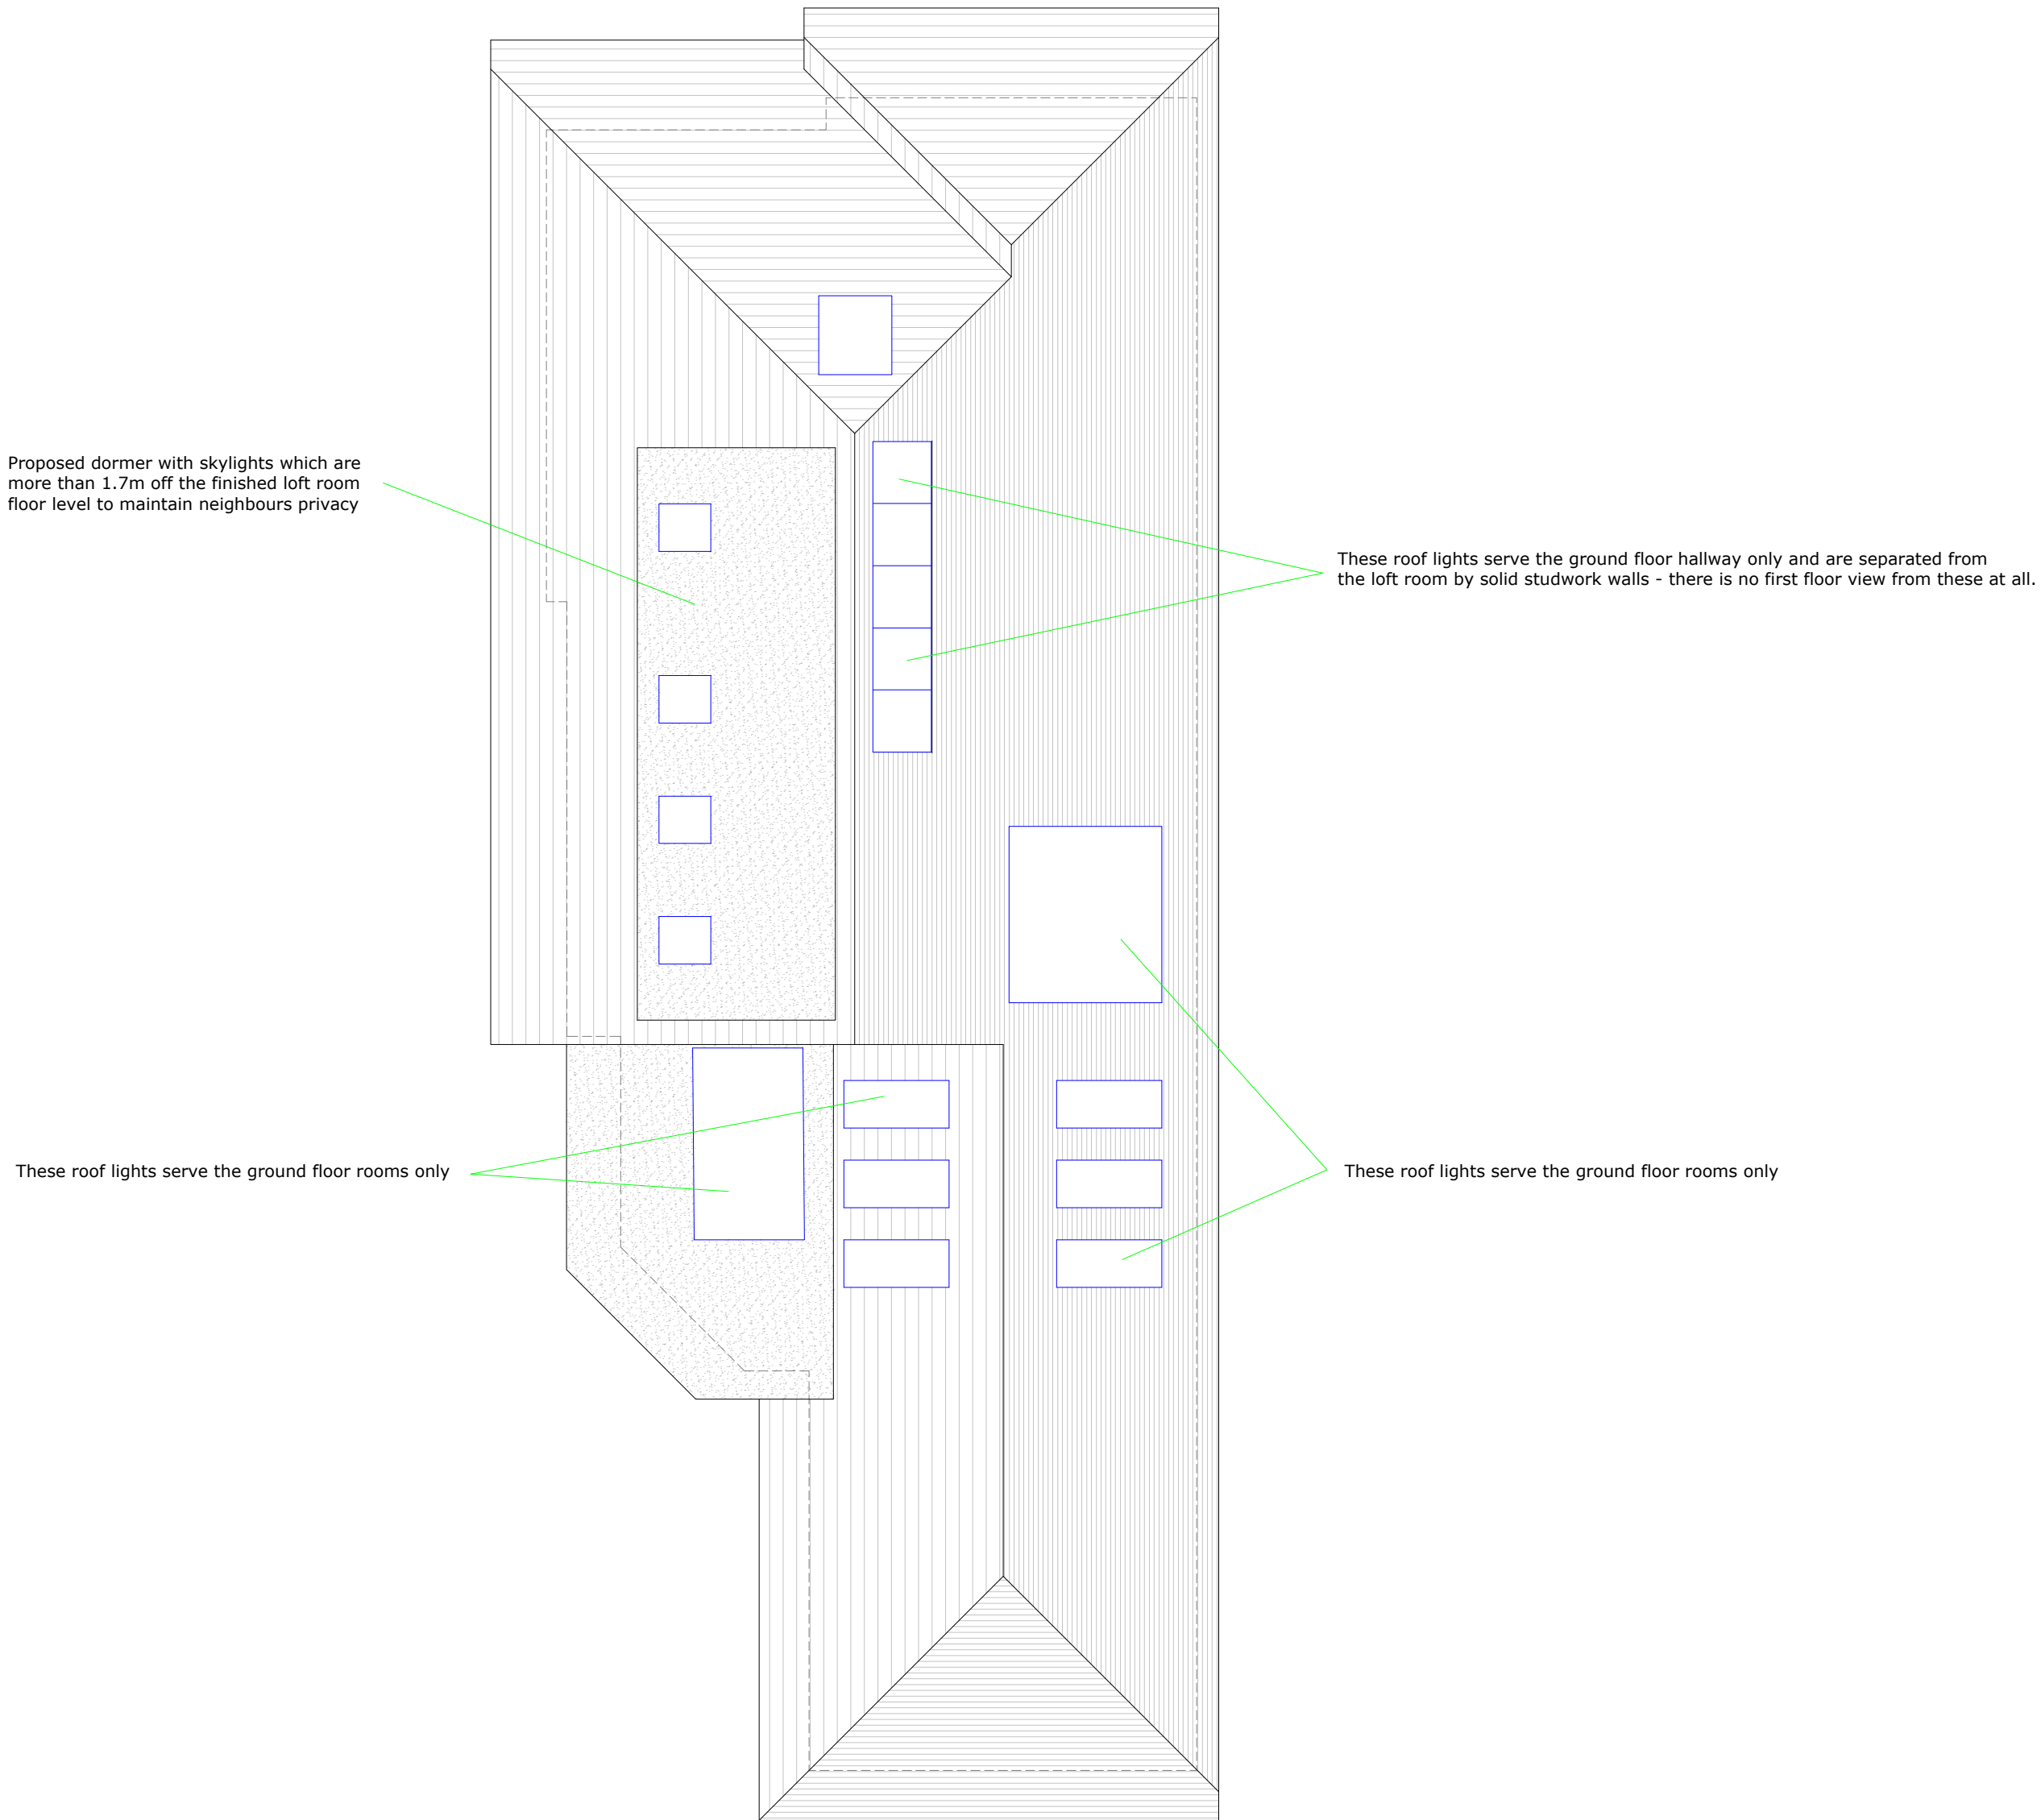 Proposed dormer with skylights which are
more than 1.7m off the finished loft room
floor level to maintain neighbours privacy
These roof lights serve the ground floor hallway only and are separated from
the loft room by solid studwork walls - there is no first floor view from these at all.
These roof lights serve the ground floor rooms only
These roof lights serve the ground floor rooms only